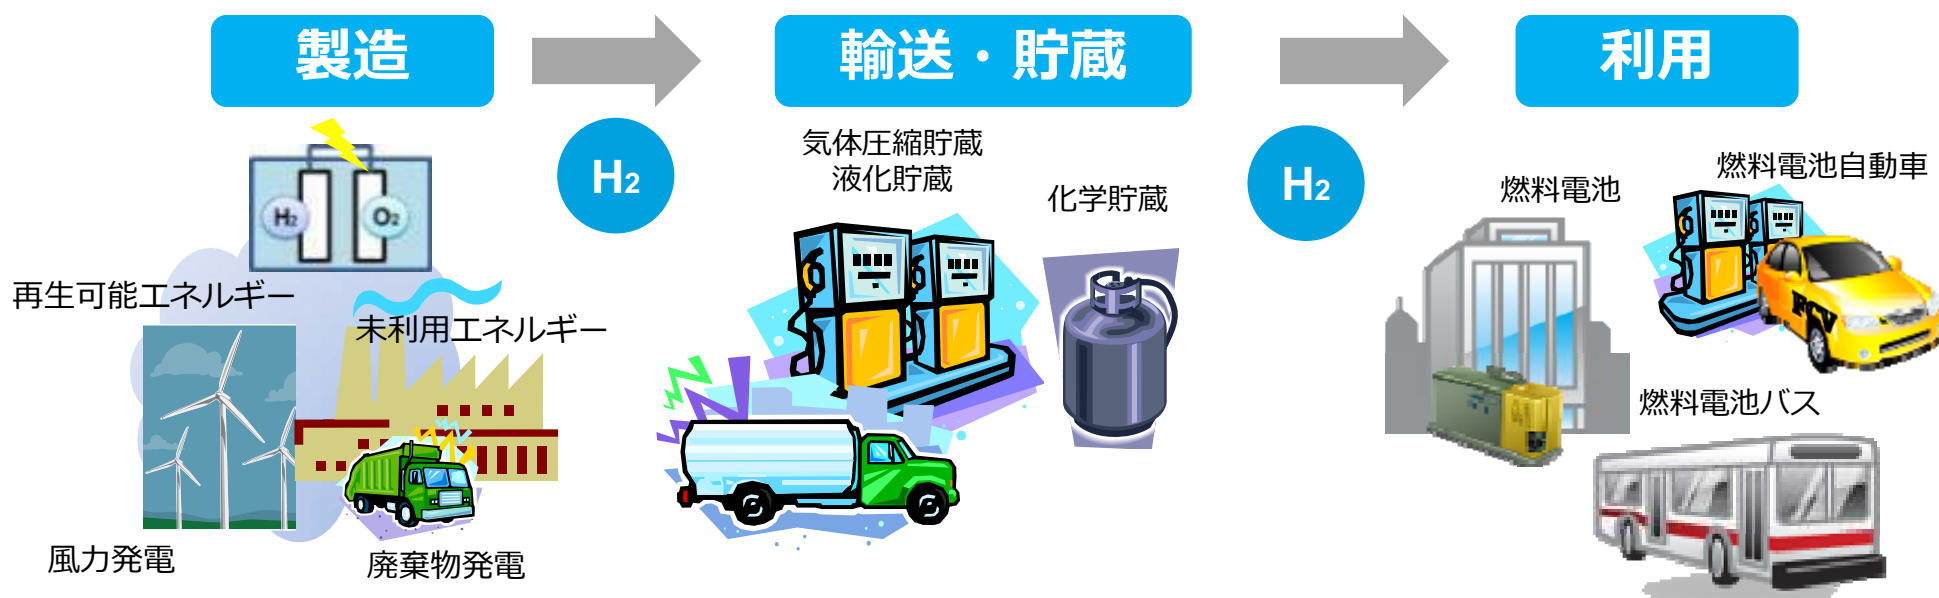 製造
輸送・貯蔵
利用
H₂
H₂
H₂
O₂
再生可能エネルギー
未利用エネルギー
風力発電
廃棄物発電
気体圧縮貯蔵
液化貯蔵
化学貯蔵
燃料電池
燃料電池自動車
FCV
燃料電池バス